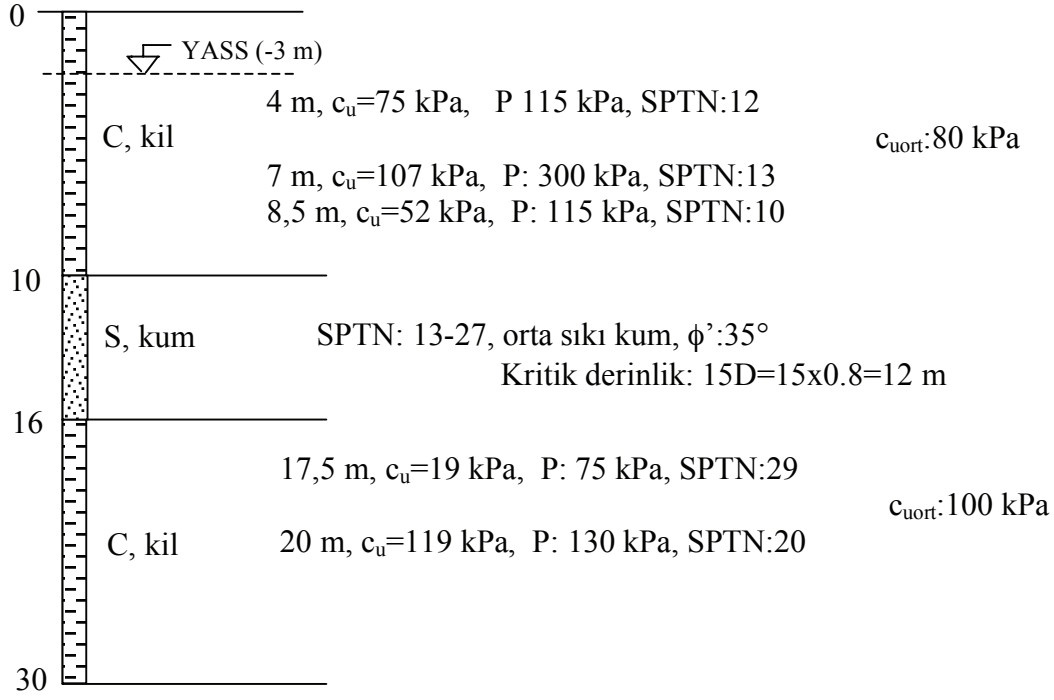 0
YASS (-3 m)
4 m, cu=75 kPa, P 115 kPa, SPTN:12
C, kil
cuort:80 kPa
7 m, cu=107 kPa, P: 300 kPa, SPTN:13
8,5 m, cu=52 kPa, P: 115 kPa, SPTN:10
10
S, kum
SPTN: 13-27, orta sıkı kum, ϕ’:35°
Kritik derinlik: 15D=15x0.8=12 m
16
17,5 m, cu=19 kPa, P: 75 kPa, SPTN:29
cuort:100 kPa
C, kil
20 m, cu=119 kPa, P: 130 kPa, SPTN:20
30